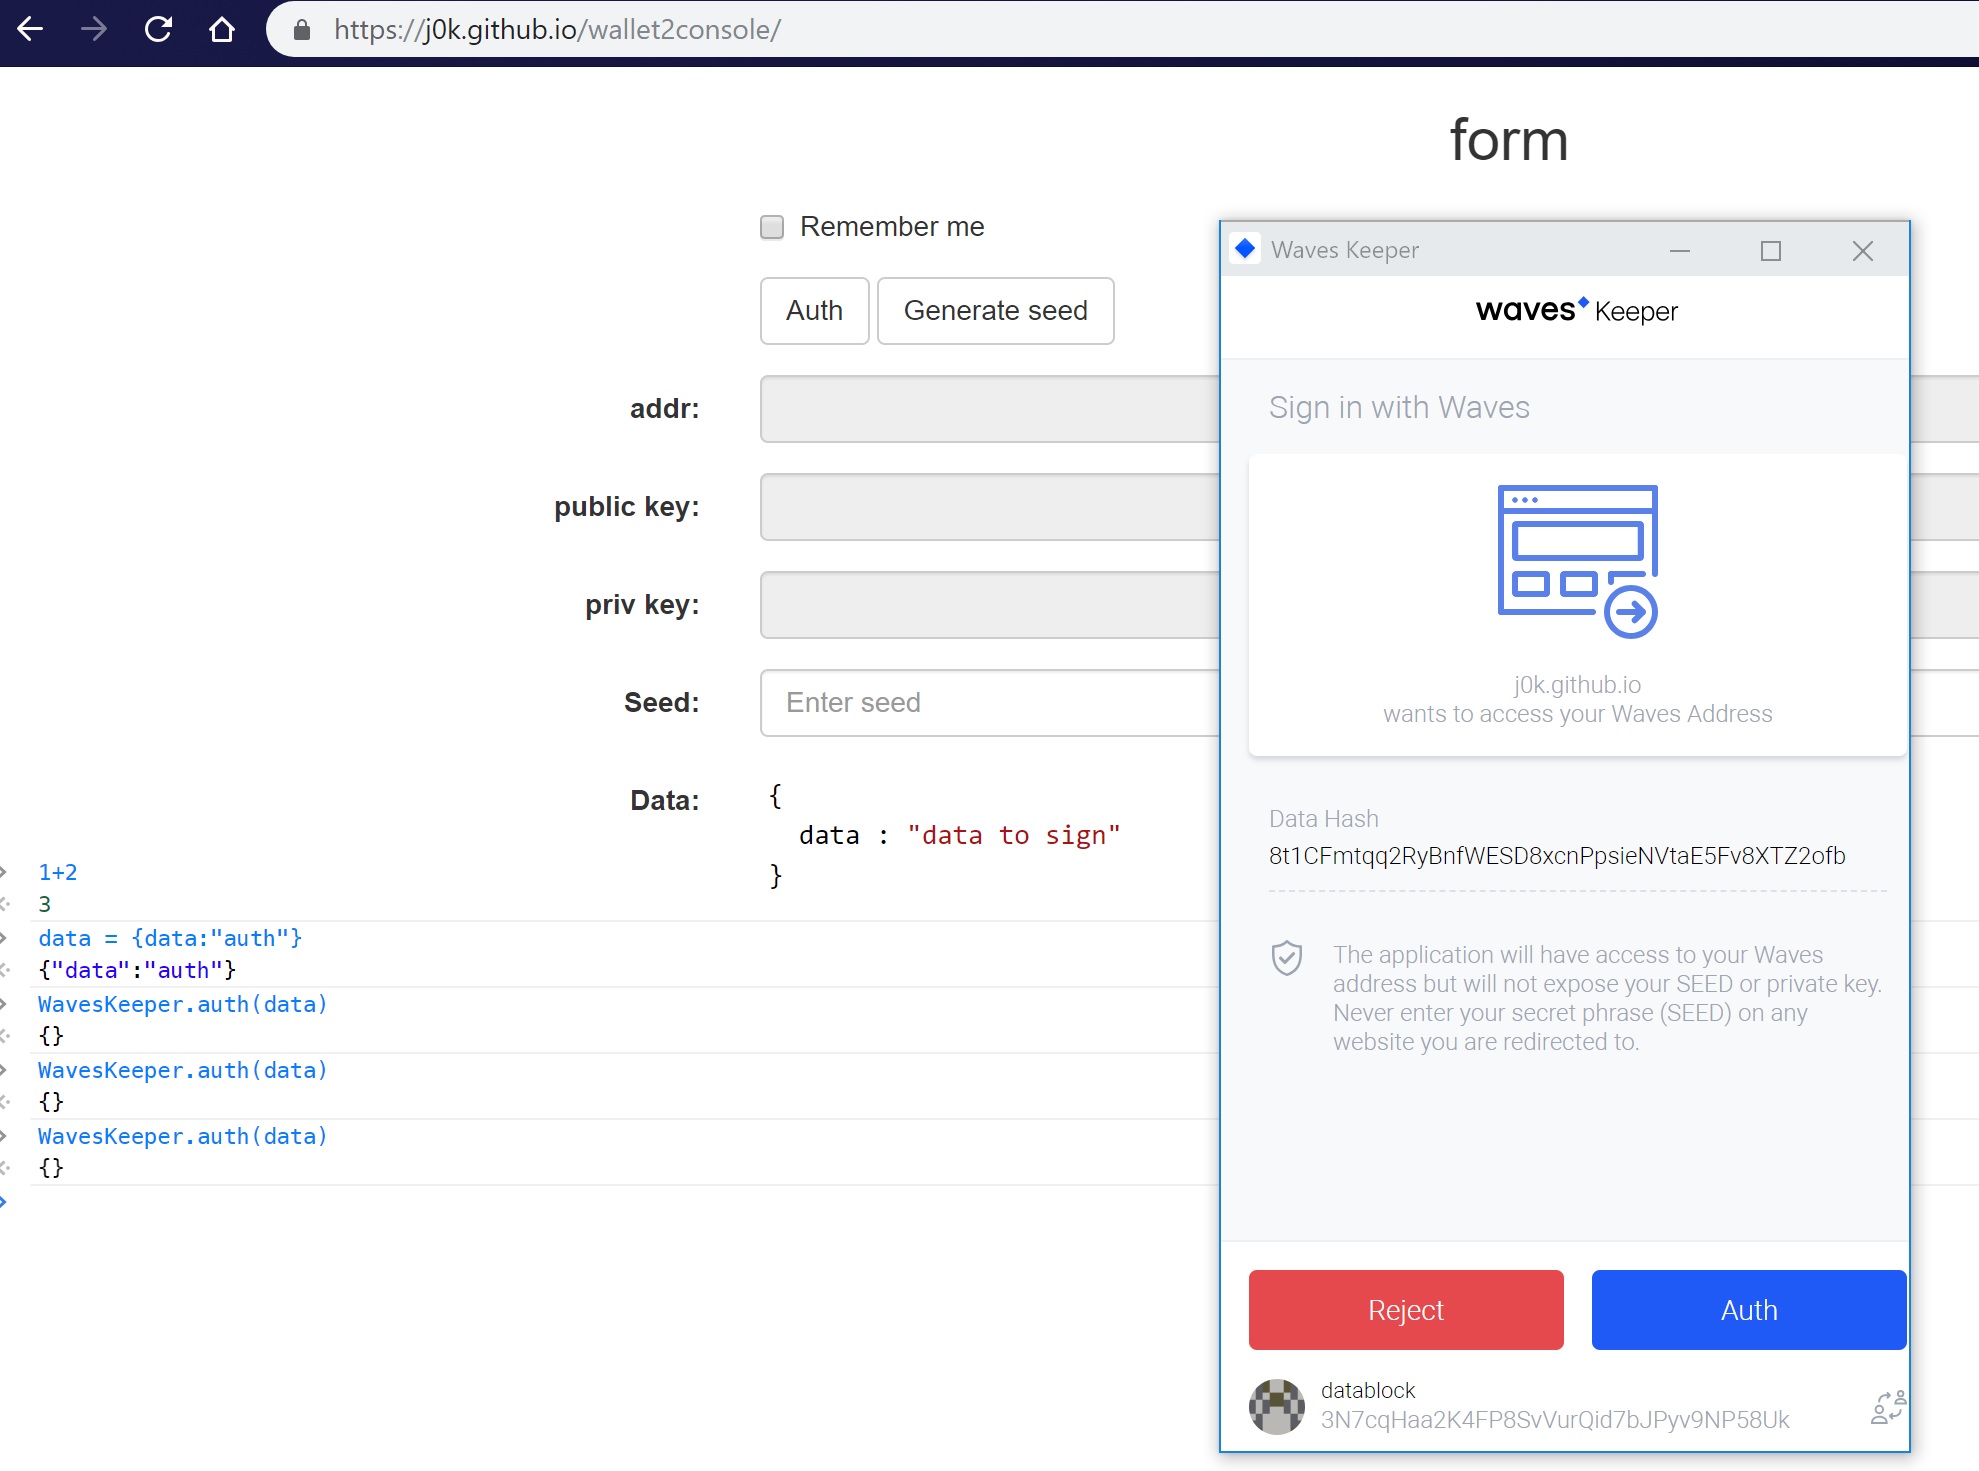 https://j0k.github.io/wallet2console/
form
Remember me
Auth
Generate seed
addr:
public key:
priv key:
Seed:
Enter seed
Data:
{
data : "data to sign"
}
1+2
3
data = {data:"auth"}
{"data":"auth"}
WavesKeeper.auth(data)
{}
WavesKeeper.auth(data)
{}
WavesKeeper.auth(data)
{}
Waves Keeper
waves Keeper
Sign in with Waves
j0k.github.io
wants to access your Waves Address
Data Hash
8t1CFmtqq2RyBnfWESD8xcnPpsieNVtaE5Fv8XTZ2ofb
The application will have access to your Waves
address but will not expose your SEED or private key.
Never enter your secret phrase (SEED) on any
website you are redirected to.
Reject
Auth
datablock
3N7cqHaa2K4FP8SvVurQid7bJPyv9NP58Uk